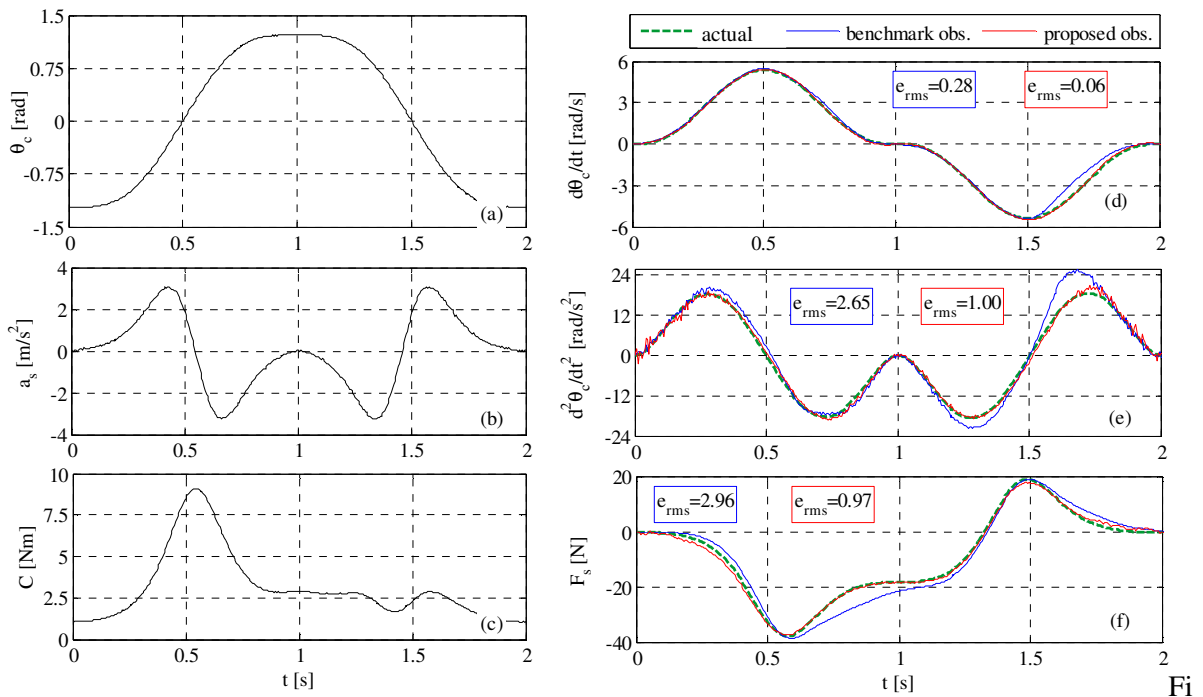 1.5
0.75
0
-0.75
-1.5
θc [rad]
(a)
0 0.5 1 1.5 2
4
2
0
-2
-4
as [m/s2]
(b)
0 0.5 1 1.5 2
10
7.5
5
2.5
0
C [Nm]
(c)
0 0.5 1 1.5 2
t [s]
actual benchmark obs. proposed obs.
6
3
0
-3
-6
dθc/dt [rad/s]
erms=0.28 erms=0.06
(d)
0 0.5 1 1.5 2
24
12
0
-12
-24
d2θc/dt2 [rad/s2]
erms=2.65 erms=1.00
(e)
0 0.5 1 1.5 2
20
0
-20
-40
Fs [N]
erms=2.96 erms=0.97
(f)
0 0.5 1 1.5 2
t [s]
Fi